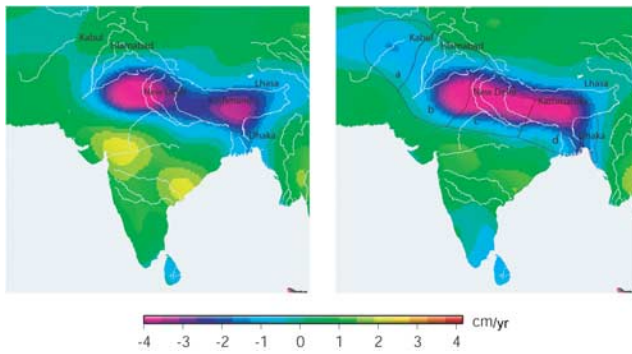 Kabul
Islamabad
Lhasa
New Delhi
Kathmandu
Dhaka
Kabul
Islamabad
a
Lhasa
New Delhi
b
Kathmandu
Dhaka
d
-4 -3 -2 -1 0 1 2 3 4 cm/yr